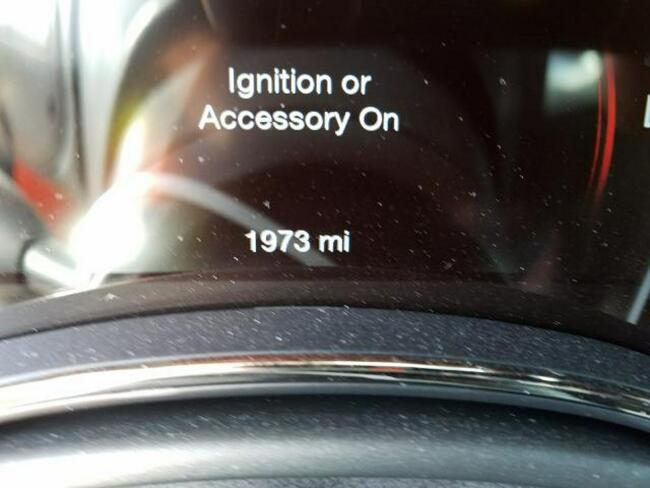 Ignition or
Accessory On
1973 mi